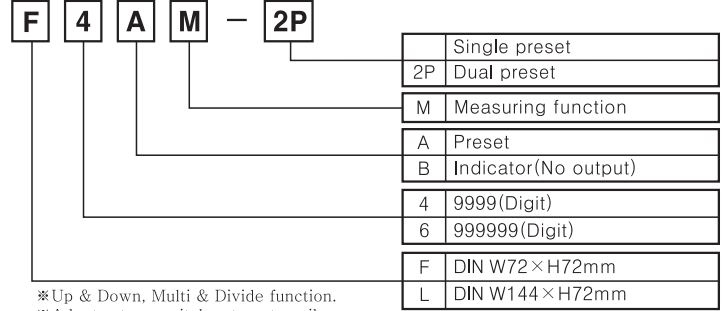 F 4 A M - 2P
Single preset
2P Dual preset
M Measuring function
A Preset
B Indicator(No output)
4 9999(Digit)
6 999999(Digit)
F DIN W72×H72mm
L DIN W144×H72mm
※Up & Down, Multi & Divide function.